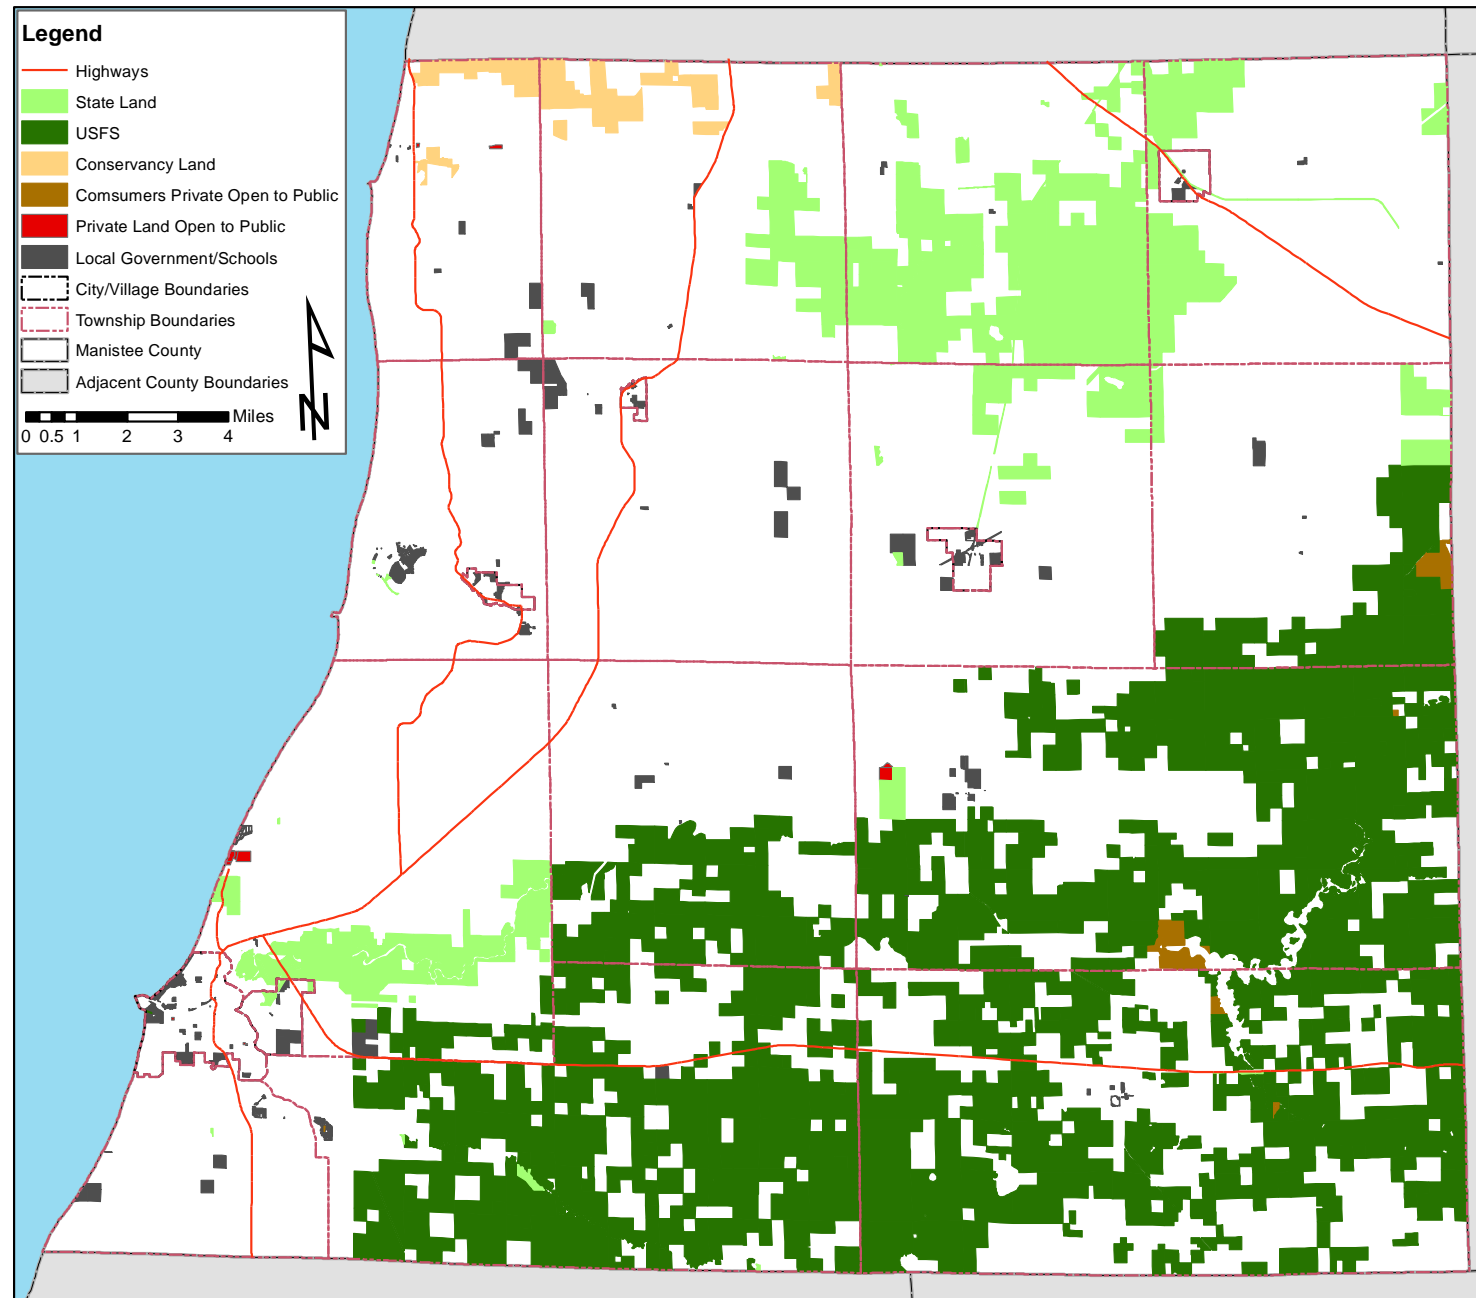 Legend
Highways
State Land
USFS
Conservancy Land
Comsumers Private Open to Public
Private Land Open to Public
Local Government/Schools
City/Village Boundaries
Township Boundaries
Manistee County
Adjacent County Boundaries
Miles
0 0.5 1 2 3 4
N